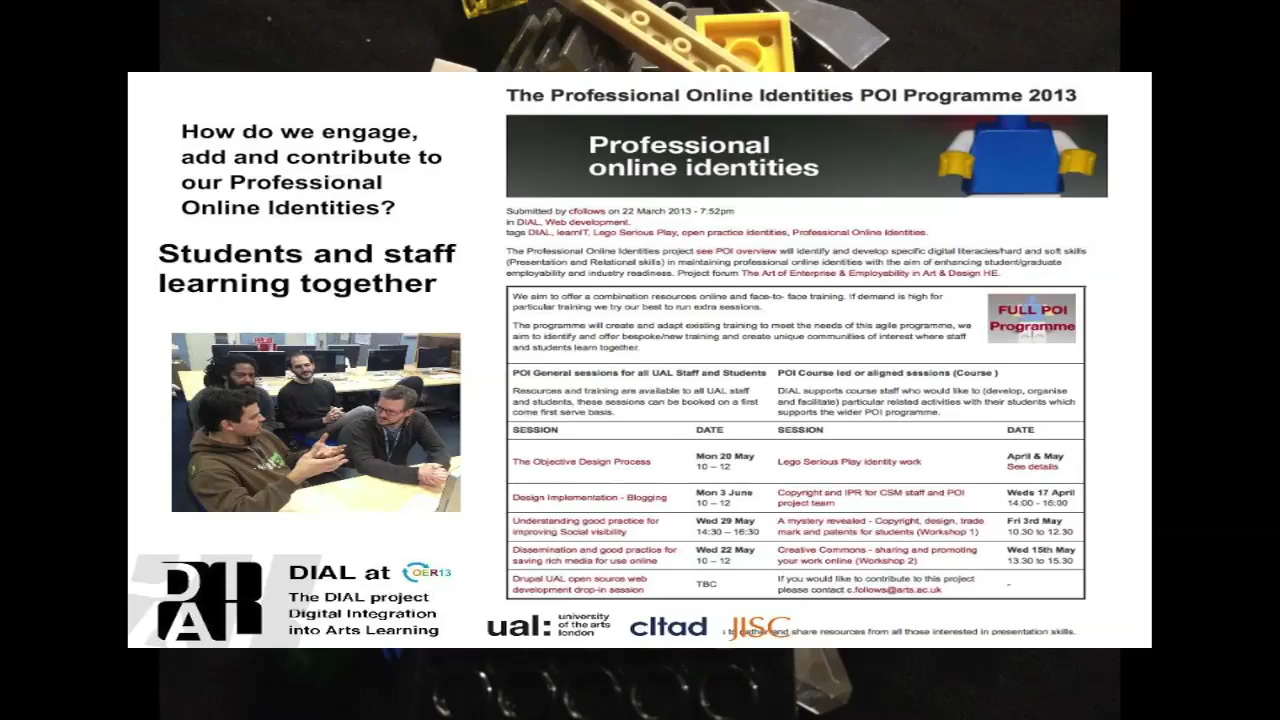 How do we engage,
add and contribute to
our Professional
Online Identities?
Students and staff
learning together
DIAL
DIAL at OER13
The DIAL project
Digital Integration
into Arts Learning
The Professional Online Identities POI Programme 2013
Professional
online identities
Submitted by cfollows on 22 March 2013 - 7:52pm
in DIAL, Web development.
tags DIAL, learnIT, Lego Serious Play, open practice identities, Professional Online Identities.
The Professional Online Identities project see POI overview will identify and develop specific digital literacies/hard and soft skills
(Presentation and Relational skills) in maintaining professional online identities with the aim of enhancing student/graduate
employability and industry readiness. Project forum The Art of Enterprise & Employability in Art & Design HE.
We aim to offer a combination resources online and face-to- face training. If demand is high for
particular training we try our best to run extra sessions.
The programme will create and adapt existing training to meet the needs of this agile programme, we
aim to identify and offer bespoke/new training and create unique communities of interest where staff
and students learn together.
FULL POI
Programme
POI General sessions for all UAL Staff and Students
Resources and training are available to all UAL staff
and students, these sessions can be booked on a first
come first serve basis.
POI Course led or aligned sessions (Course )
DIAL supports course staff who would like to (develop, organise
and facilitate) particular related activities with their students which
supports the wider POI programme.
SESSION DATE SESSION DATE
The Objective Design Process
Mon 20 May
10 – 12
Lego Serious Play identity work
April & May
See details
Design Implementation - Blogging
Mon 3 June
10 – 12
Copyright and IPR for CSM staff and POI
project team
Weds 17 April
14:00 - 16:00
Understanding good practice for
improving Social visibility
Wed 29 May
14:30 – 16:30
A mystery revealed - Copyright, design, trade
mark and patents for students (Workshop 1)
Fri 3rd May
10.30 to 12.30
Dissemination and good practice for
saving rich media for use online
Wed 22 May
10 – 12
Creative Commons - sharing and promoting
your work online (Workshop 2)
Wed 15th May
13.30 to 15.30
Drupal UAL open source web
development drop-in session
TBC
If you would like to contribute to this project
please contact c.follows@arts.ac.uk
-
ual: university
of the arts
london
cltad
JISC
to gather and share resources from all those interested in presentation skills.